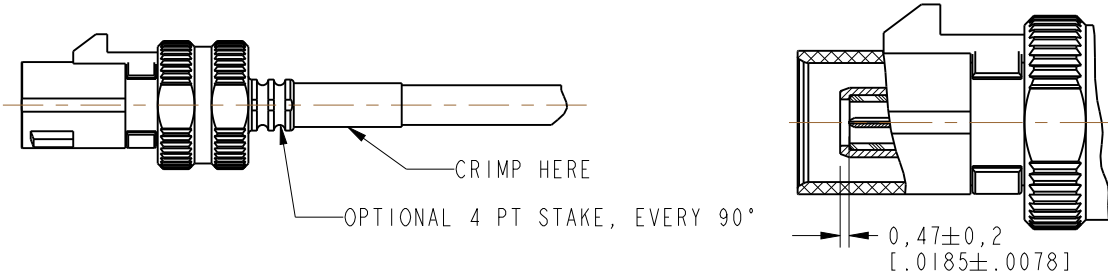 CRIMP HERE
OPTIONAL 4 PT STAKE, EVERY 90°
0,47±0,2
[.0185±.0078]